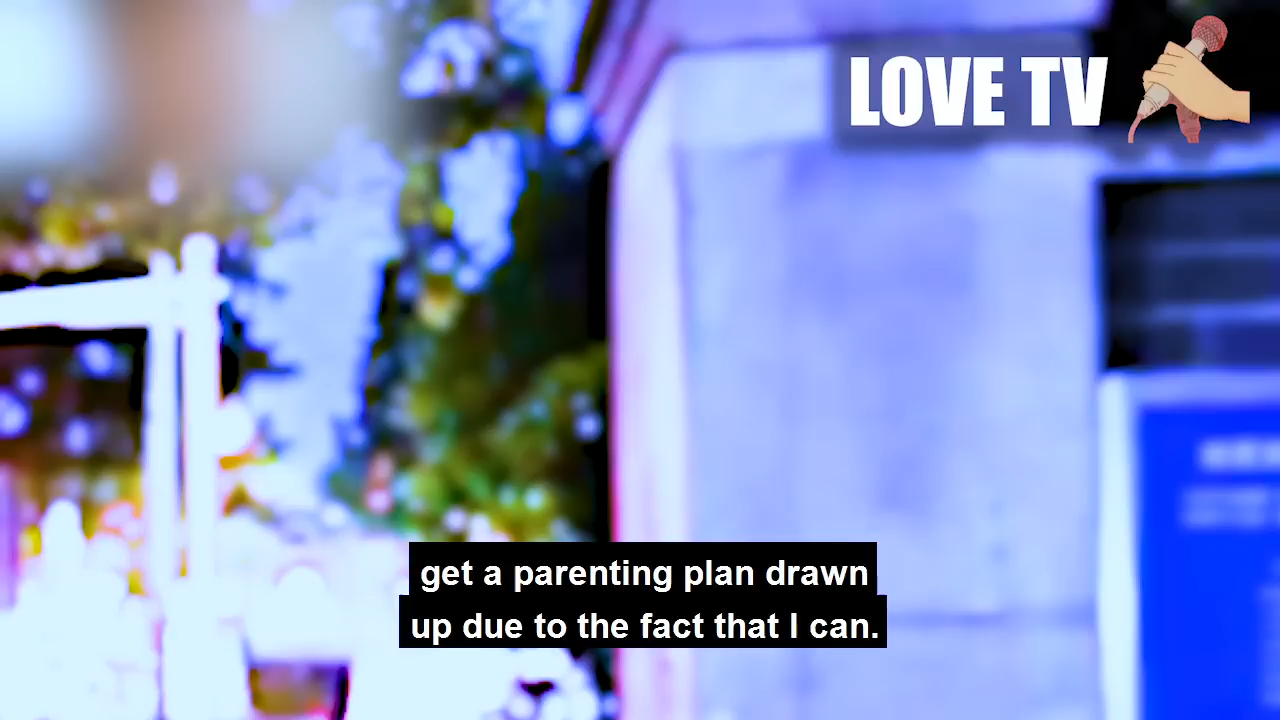 LOVE TV
get a parenting plan drawn
up due to the fact that I can.